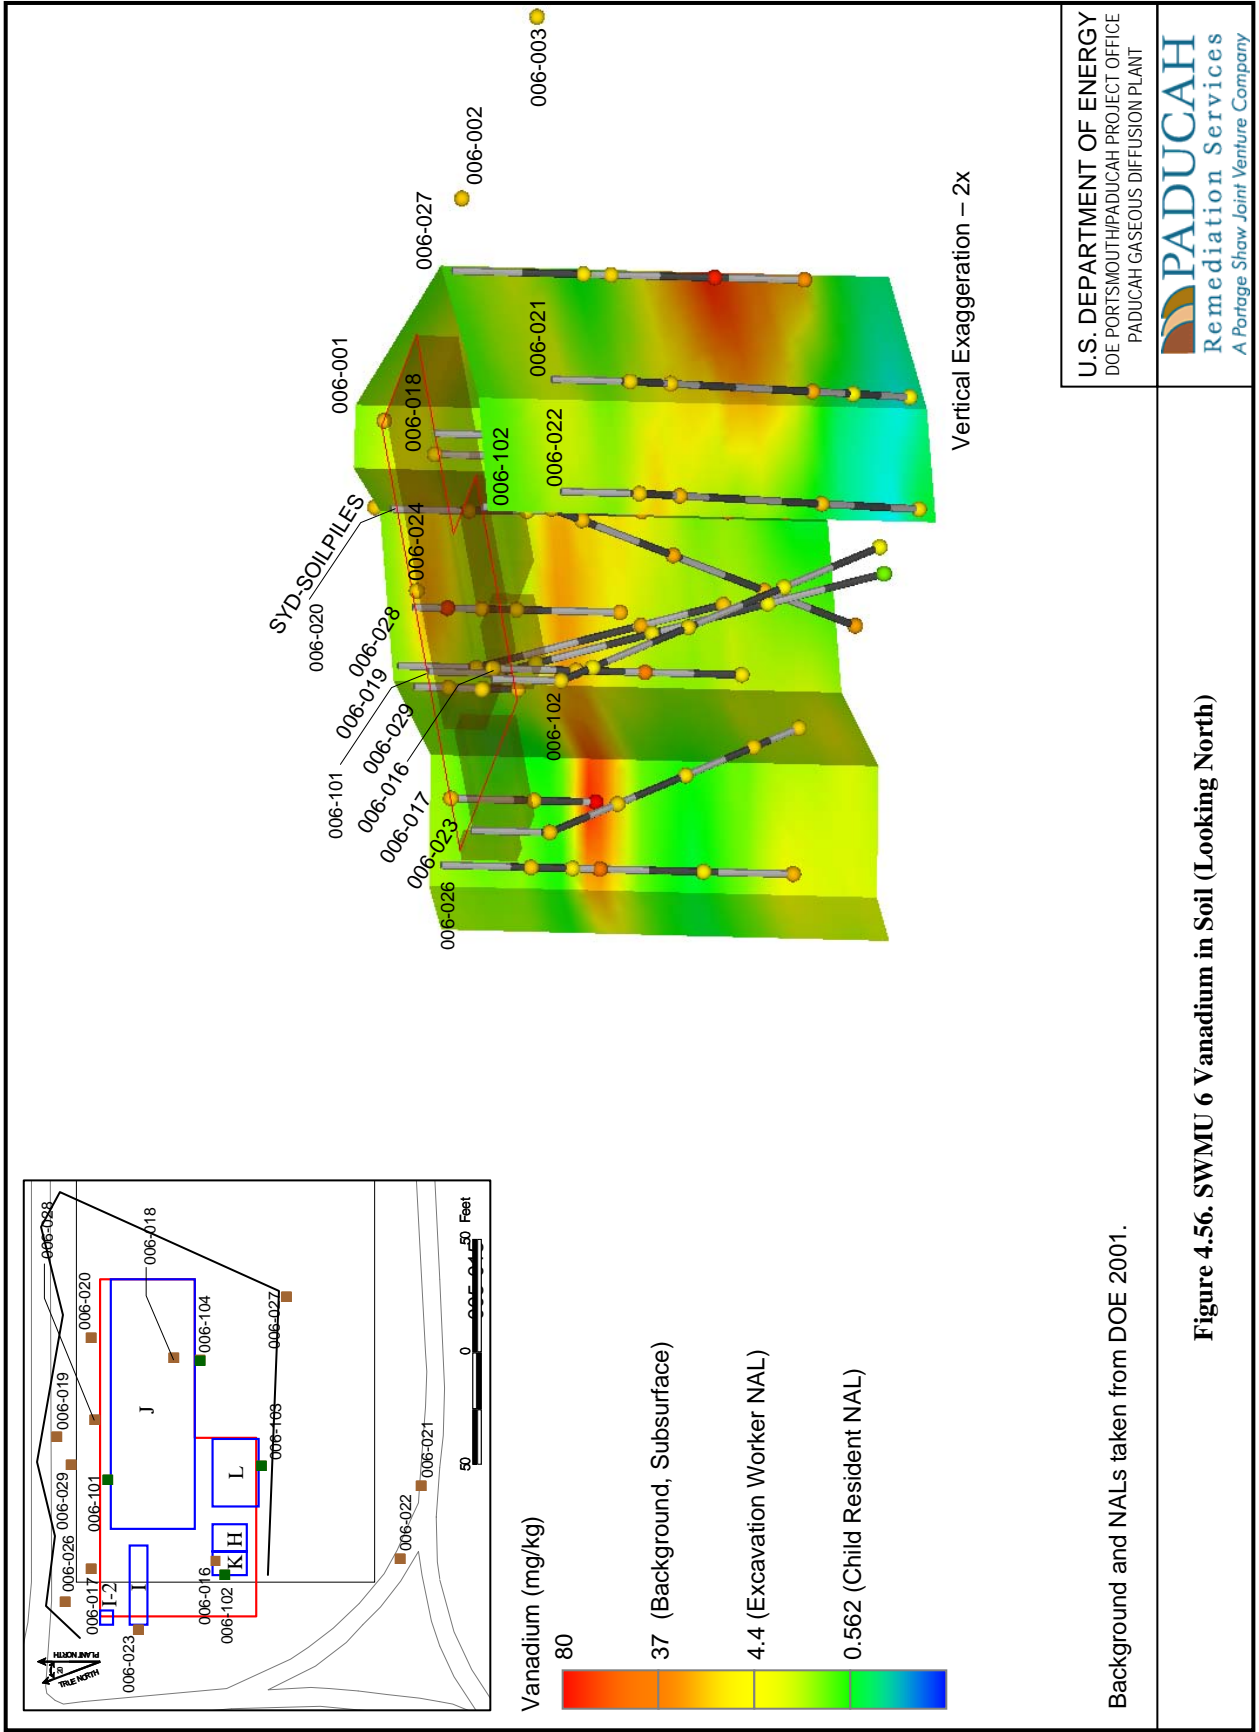 006-028
006-018
006-020
006-019
006-029
006-026
006-101
006-017
006-104
J
I-2
I
L
H
K
006-016
006-102
006-103
006-027
006-023
006-022
006-021
PLANT NORTH
TRUE NORTH
50 0 50 Feet
Vanadium (mg/kg)
80
37 (Background, Subsurface)
4.4 (Excavation Worker NAL)
0.562 (Child Resident NAL)
Background and NALs taken from DOE 2001.
006-001
SYD-SOILPILES
006-020
006-028
006-019
006-101
006-029
006-016
006-017
006-023
006-026
006-024
006-018
006-102
006-102
006-027
006-002
006-003
006-021
006-022
Vertical Exaggeration – 2x
U.S. DEPARTMENT OF ENERGY
DOE PORTSMOUTH/PADUCAH PROJECT OFFICE
PADUCAH GASEOUS DIFFUSION PLANT
PADUCAH
Remediation Services
A Portage Shaw Joint Venture Company
Figure 4.56. SWMU 6 Vanadium in Soil (Looking North)